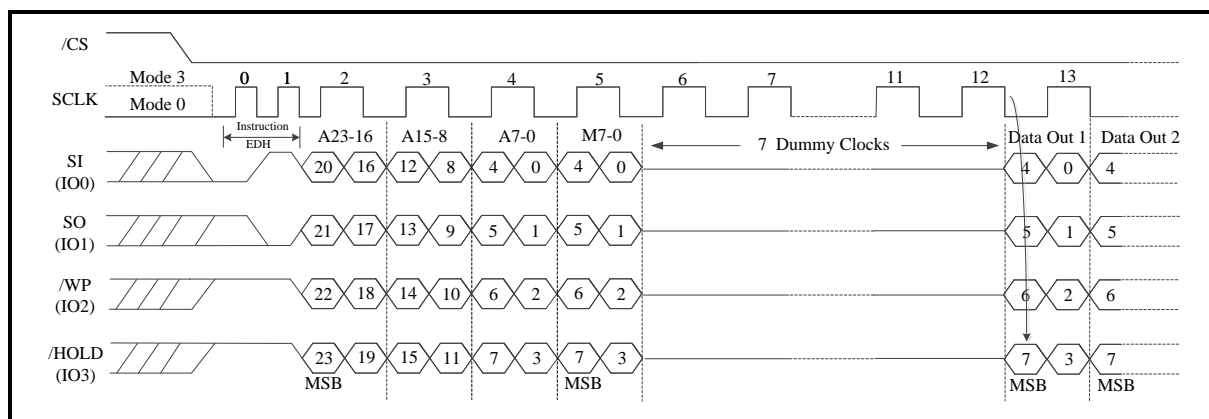 /CS
Mode 3 0 1 2 3 4 5 6 7 11 12 13
SCLK Mode 0
Instruction A23-16 A15-8 A7-0 M7-0 7 Dummy Clocks Data Out 1 Data Out 2
EDH
SI 20 16 12 8 4 0 4 0 4 0 4
(IO0)
SO 21 17 13 9 5 1 5 1 5 1 5
(IO1)
/WP 22 18 14 10 6 2 6 2 6 2 6
(IO2)
/HOLD 23 19 15 11 7 3 7 3 7 3 7
(IO3) MSB MSB MSB MSB